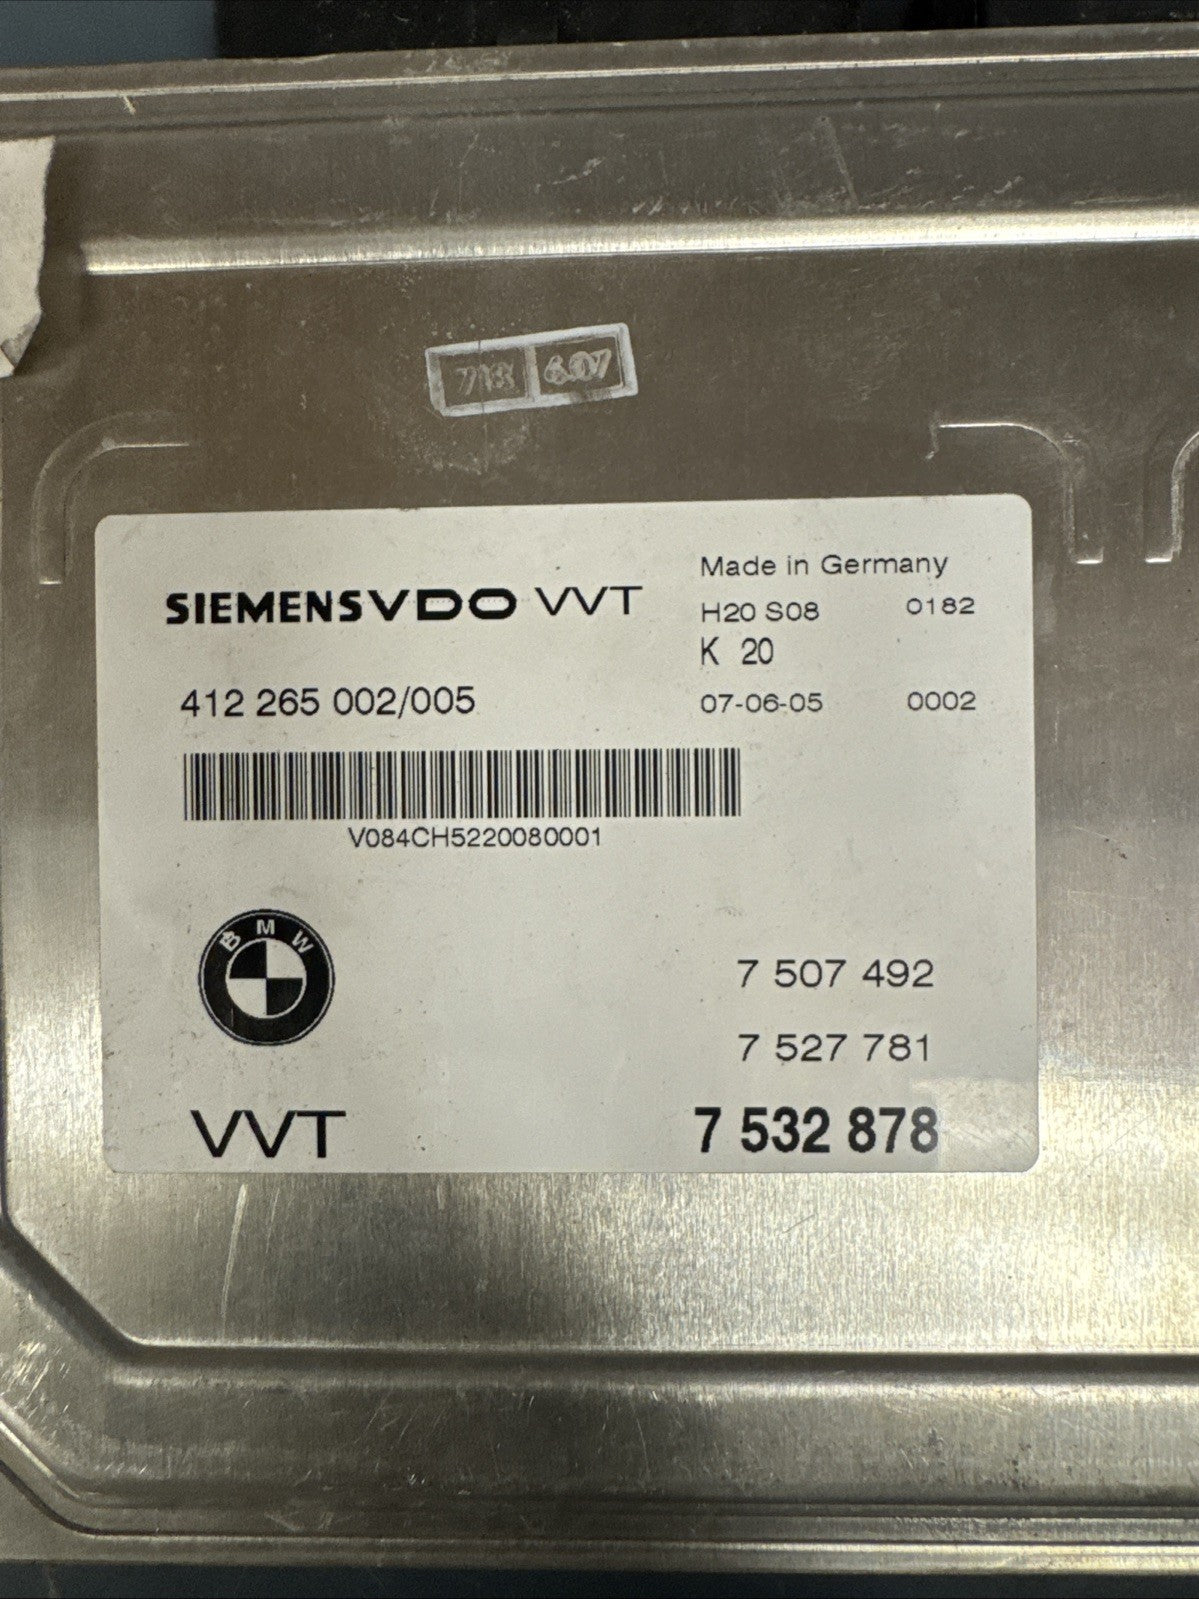 718 6.07
SIEMENSVDO VVT
Made in Germany
H20 S08 0182
K 20
412 265 002/005
07-06-05 0002
V084CH5220080001
BMW
7 507 492
7 527 781
VVT
7 532 878